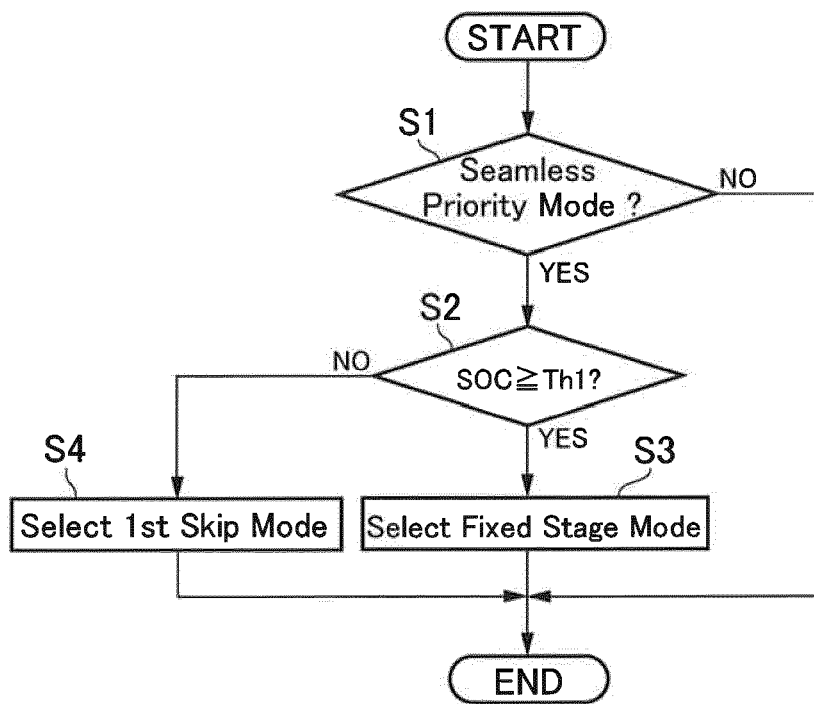 START
S1
Seamless
Priority Mode ?
NO
YES
S2
NO
SOC≧Th1?
YES
S4
S3
Select 1st Skip Mode
Select Fixed Stage Mode
END